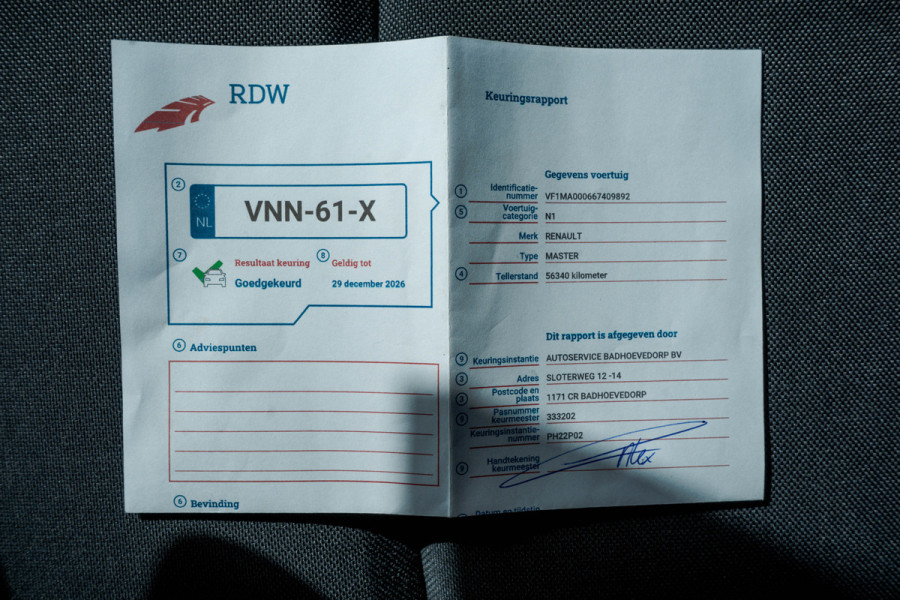 RDW
2
NL
VNN-61-X
7
Resultaat keuring
Goedgekeurd
8
Geldig tot
29 december 2026
6 Adviespunten
6 Bevinding
Keuringsrapport
Gegevens voertuig
1 Identificatie-
nummer VF1MA000667409892
5 Voertuig-
categorie N1
Merk RENAULT
Type MASTER
4 Tellerstand 56340 kilometer
Dit rapport is afgegeven door
9 Keuringsinstantie AUTOSERVICE BADHOEVEDORP BV
3 Adres SLOTERWEG 12 -14
Postcode en
plaats 1171 CR BADHOEVEDORP
Pasnummer
keurmeester 333202
Keuringsinstantie-
nummer PH22P02
Handtekening
keurmeester